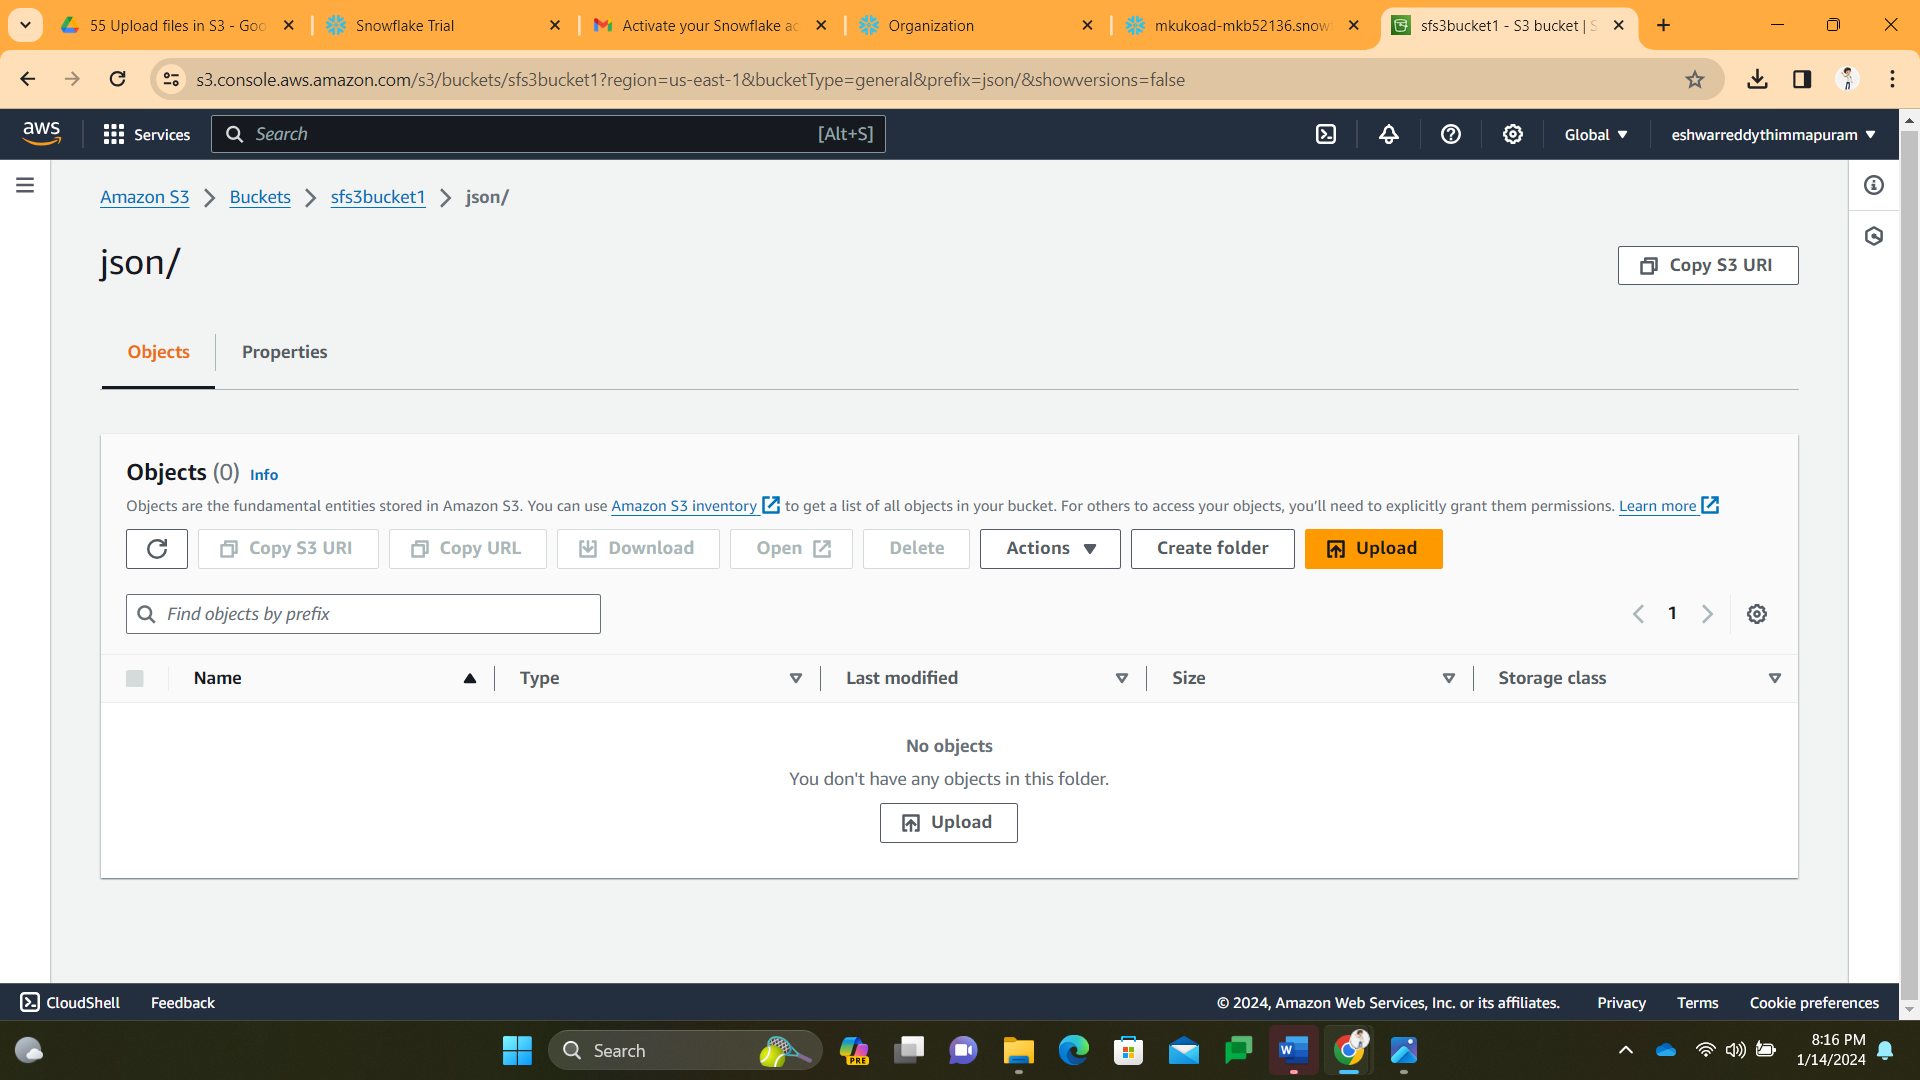 55 Upload files in S3 - Goo
Snowflake Trial
Activate your Snowflake ac
Organization
mkukoad-mkb52136.snowf
sfs3bucket1 - S3 bucket | S
s3.console.aws.amazon.com/s3/buckets/sfs3bucket1?region=us-east-1&bucketType=general&prefix=json/&showversions=false
aws
Services
Search
[Alt+S]
Global
eshwarreddythimmapuram
Amazon S3
Buckets
sfs3bucket1
json/
json/
Copy S3 URI
Objects
Properties
Objects (0) Info
Objects are the fundamental entities stored in Amazon S3. You can use Amazon S3 inventory to get a list of all objects in your bucket. For others to access your objects, you'll need to explicitly grant them permissions. Learn more
Copy S3 URI
Copy URL
Download
Open
Delete
Actions
Create folder
Upload
Find objects by prefix
1
Name
Type
Last modified
Size
Storage class
No objects
You don't have any objects in this folder.
Upload
CloudShell
Feedback
© 2024, Amazon Web Services, Inc. or its affiliates.
Privacy
Terms
Cookie preferences
Search
PRE
W
8:16 PM
1/14/2024